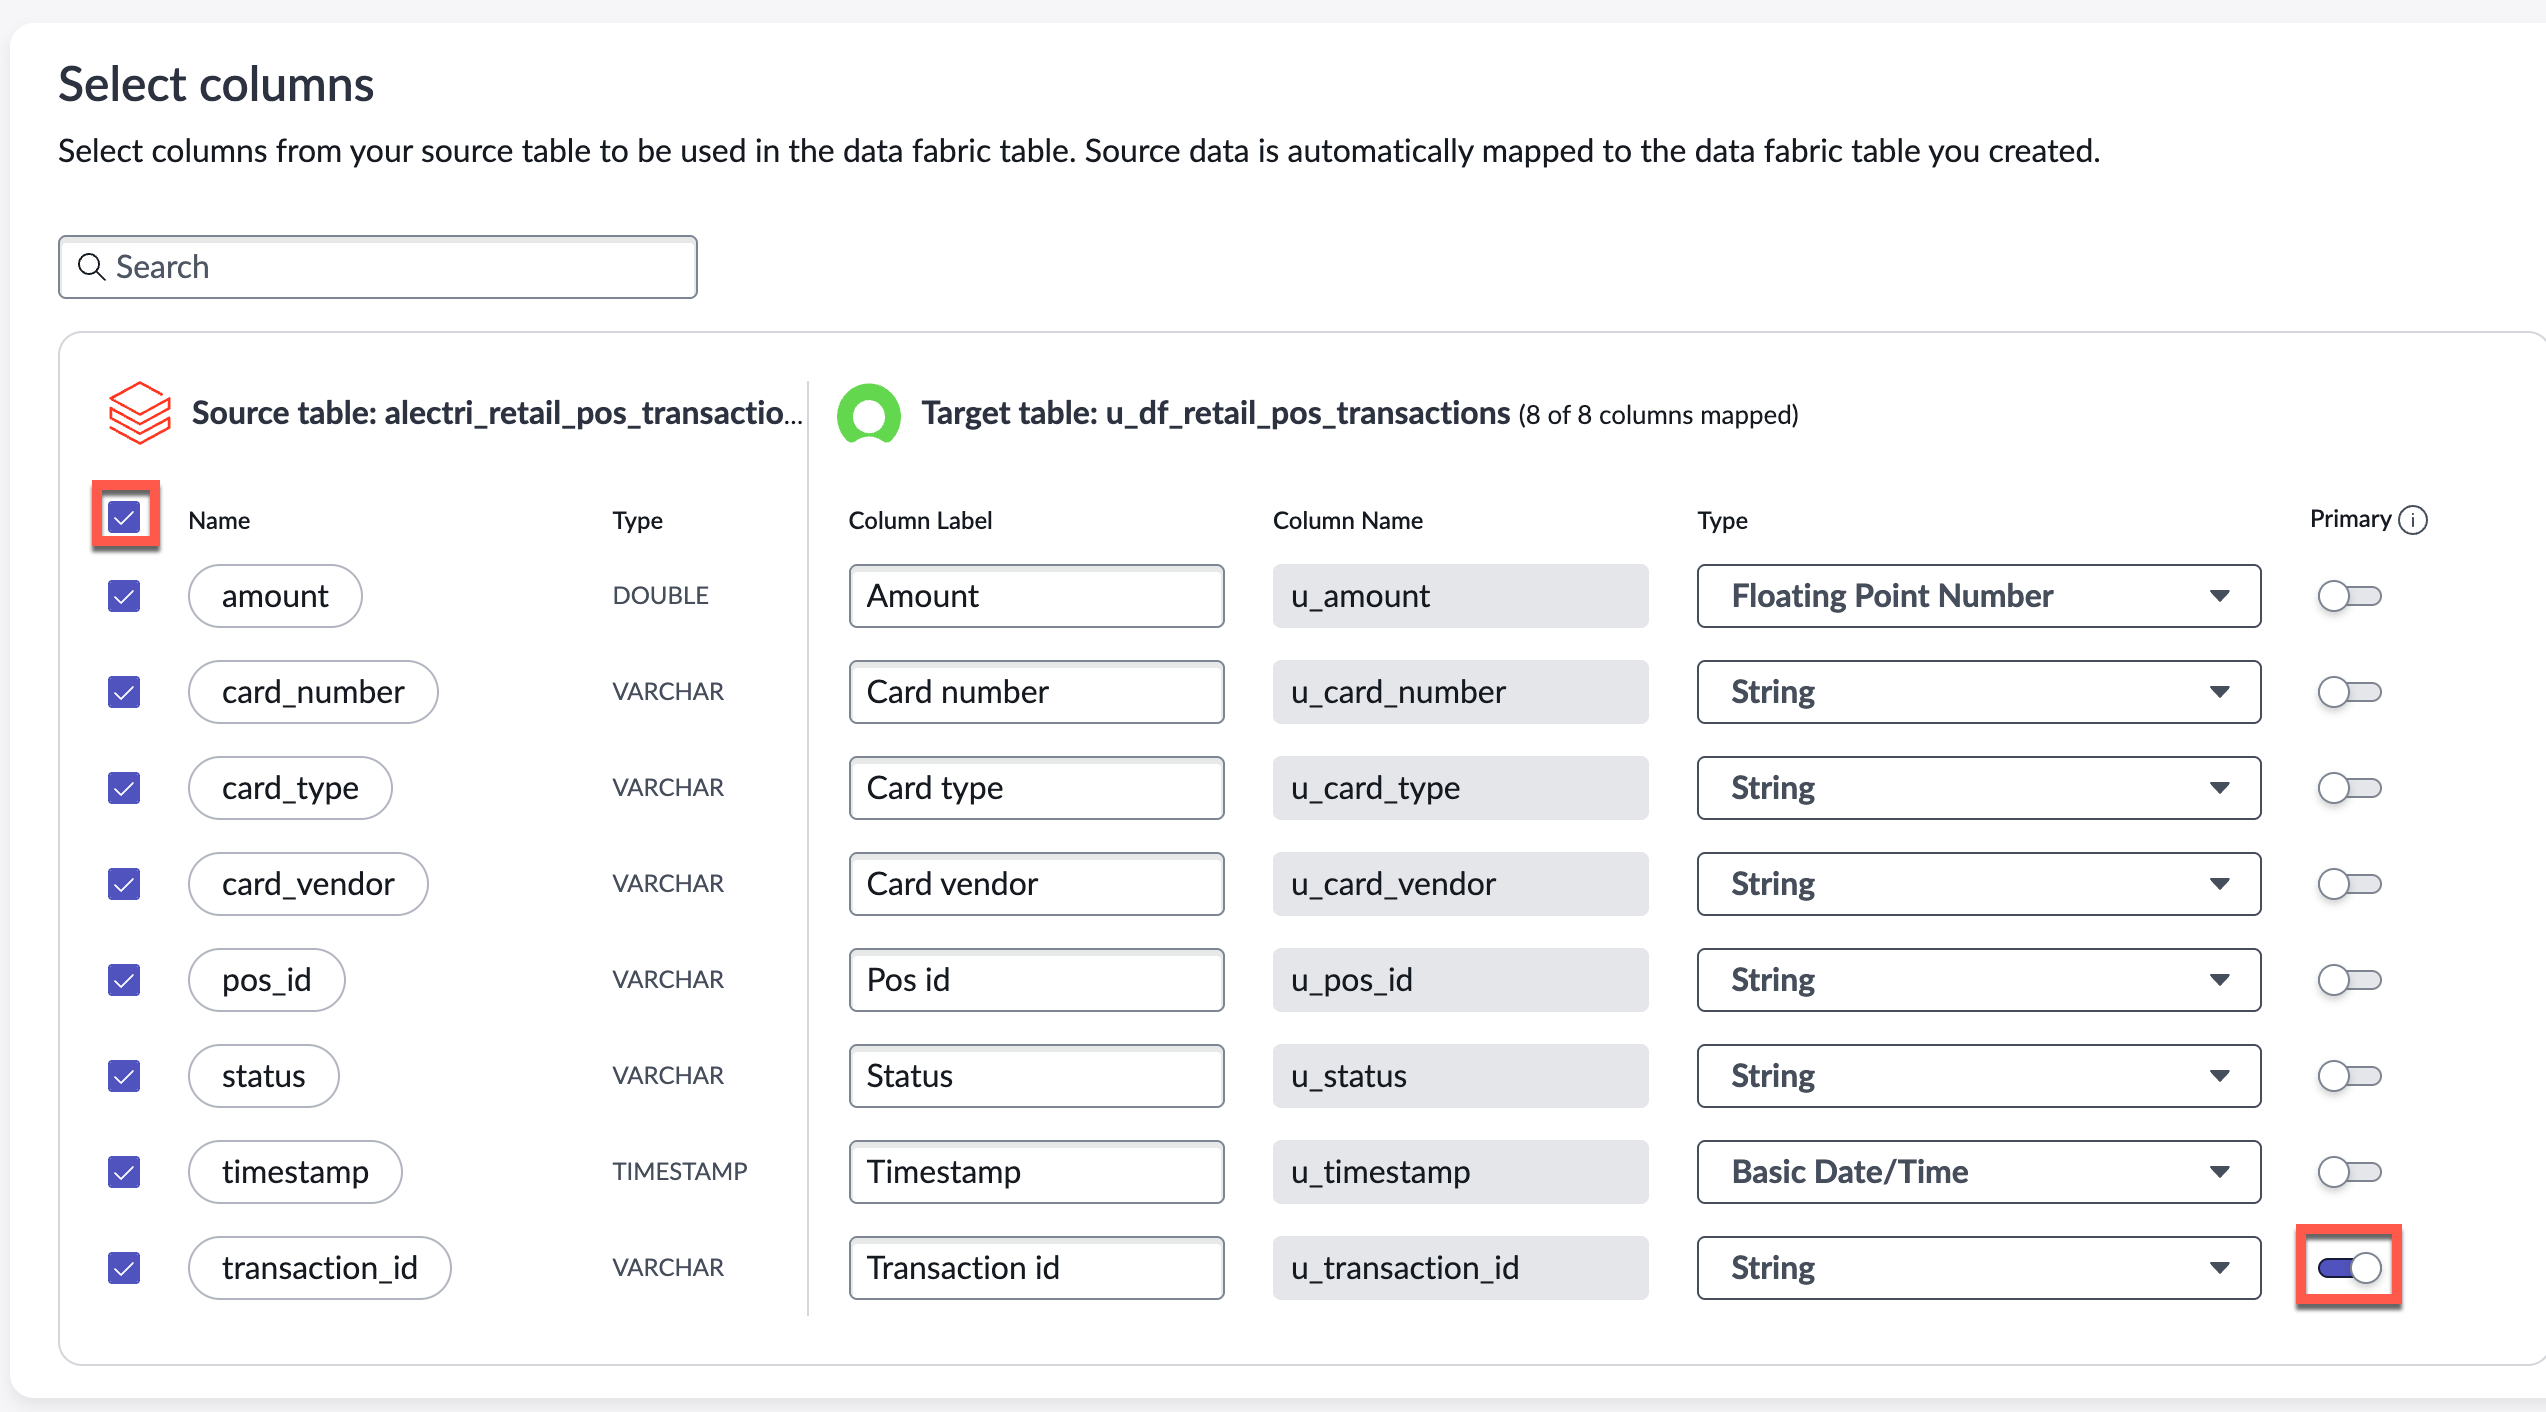 Select columns
Select columns from your source table to be used in the data fabric table. Source data is automatically mapped to the data fabric table you created.
Search
Source table: alectri_retail_pos_transactio... Target table: u_df_retail_pos_transactions (8 of 8 columns mapped)
Name Type Column Label Column Name Type Primary
amount DOUBLE Amount u_amount Floating Point Number
card_number VARCHAR Card number u_card_number String
card_type VARCHAR Card type u_card_type String
card_vendor VARCHAR Card vendor u_card_vendor String
pos_id VARCHAR Pos id u_pos_id String
status VARCHAR Status u_status String
timestamp TIMESTAMP Timestamp u_timestamp Basic Date/Time
transaction_id VARCHAR Transaction id u_transaction_id String